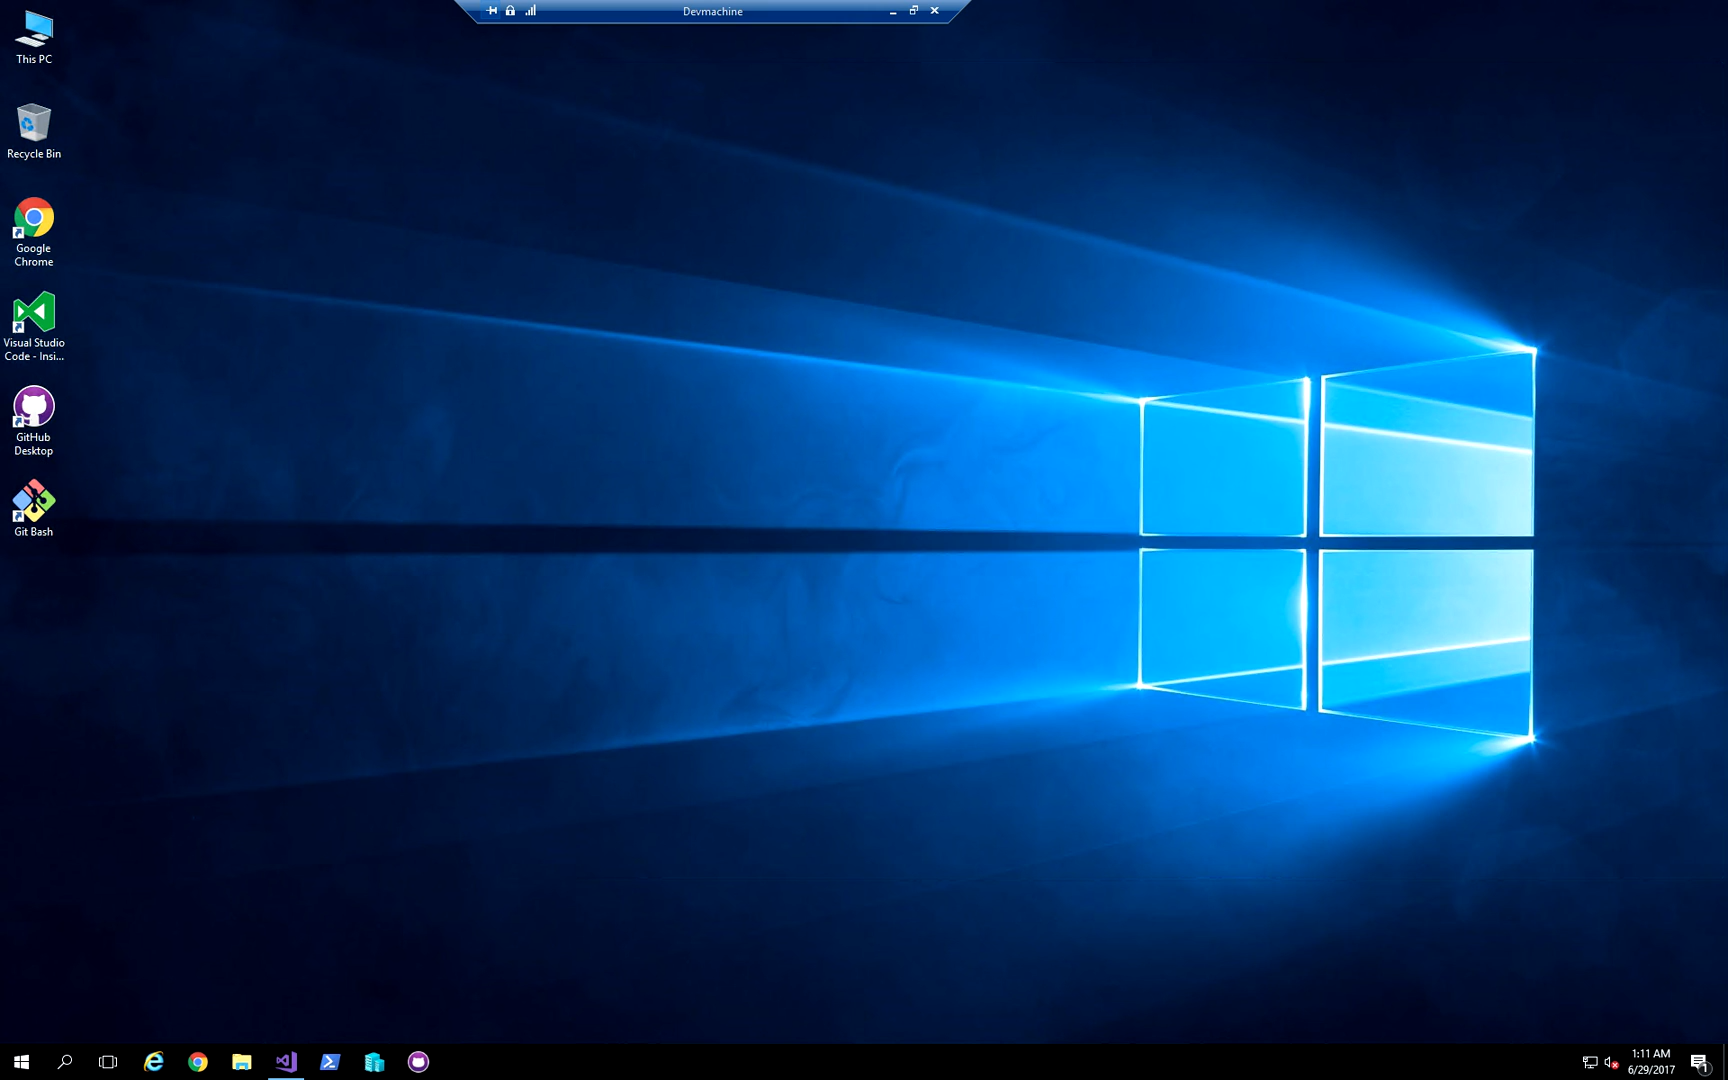 Devmachine
This PC
Recycle Bin
Google
Chrome
Visual Studio
Code - Insi...
GitHub
Desktop
Git Bash
1:11 AM
6/29/2017
1